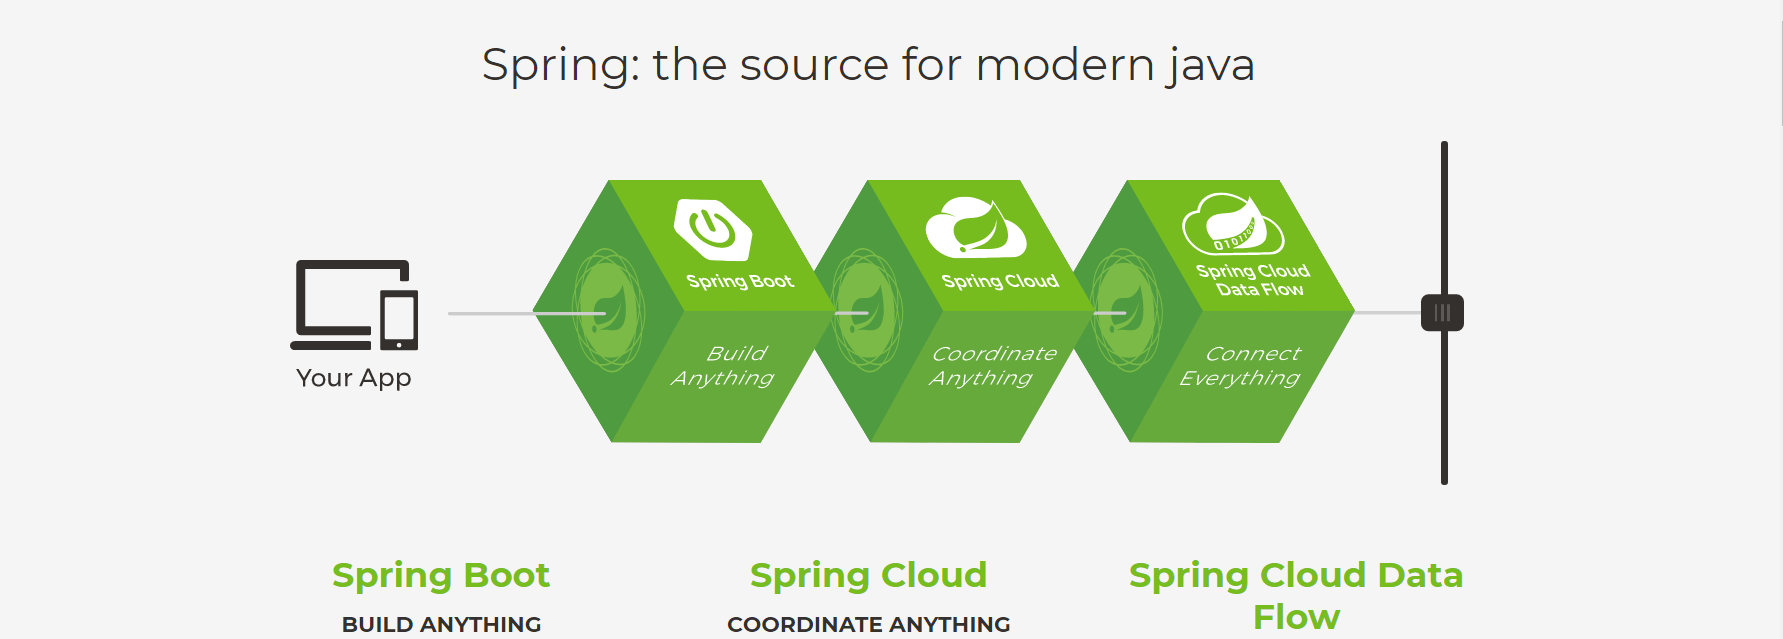 Spring: the source for modern java
Your App
Spring Boot
Build
Anything
Spring Cloud
Coordinate
Anything
Spring Cloud
Data Flow
Connect
Everything
Spring Boot
BUILD ANYTHING
Spring Cloud
COORDINATE ANYTHING
Spring Cloud Data
Flow